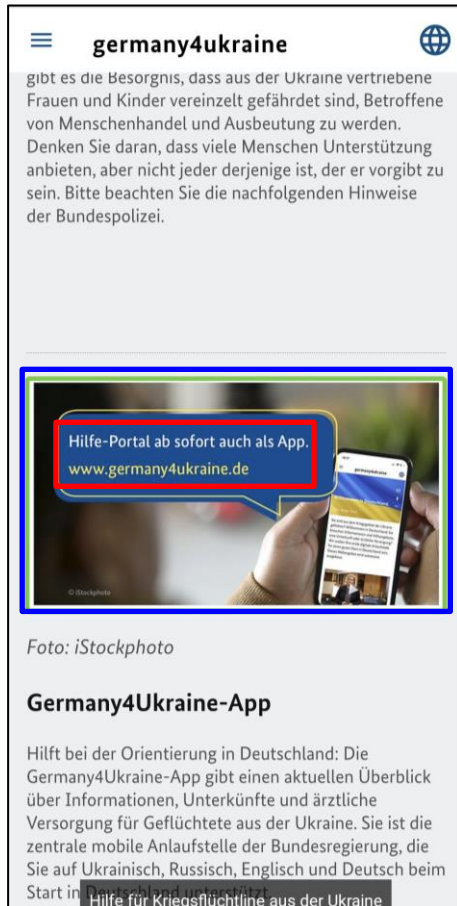 germany4ukraine
gibt es die Besorgnis, dass aus der Ukraine vertriebene
Frauen und Kinder vereinzelt gefährdet sind, Betroffene
von Menschenhandel und Ausbeutung zu werden.
Denken Sie daran, dass viele Menschen Unterstützung
anbieten, aber nicht jeder derjenige ist, der er vorgibt zu
sein. Bitte beachten Sie die nachfolgenden Hinweise
der Bundespolizei.
Hilfe-Portal ab sofort auch als App.
www.germany4ukraine.de
germany4ukraine
© iStockphoto
Foto: iStockphoto
Germany4Ukraine-App
Hilft bei der Orientierung in Deutschland: Die
Germany4Ukraine-App gibt einen aktuellen Überblick
über Informationen, Unterkünfte und ärztliche
Versorgung für Geflüchtete aus der Ukraine. Sie ist die
zentrale mobile Anlaufstelle der Bundesregierung, die
Sie auf Ukrainisch, Russisch, Englisch und Deutsch beim
Start in Deutschland unterstützt
Hilfe für Kriegsflüchtlinge aus der Ukraine